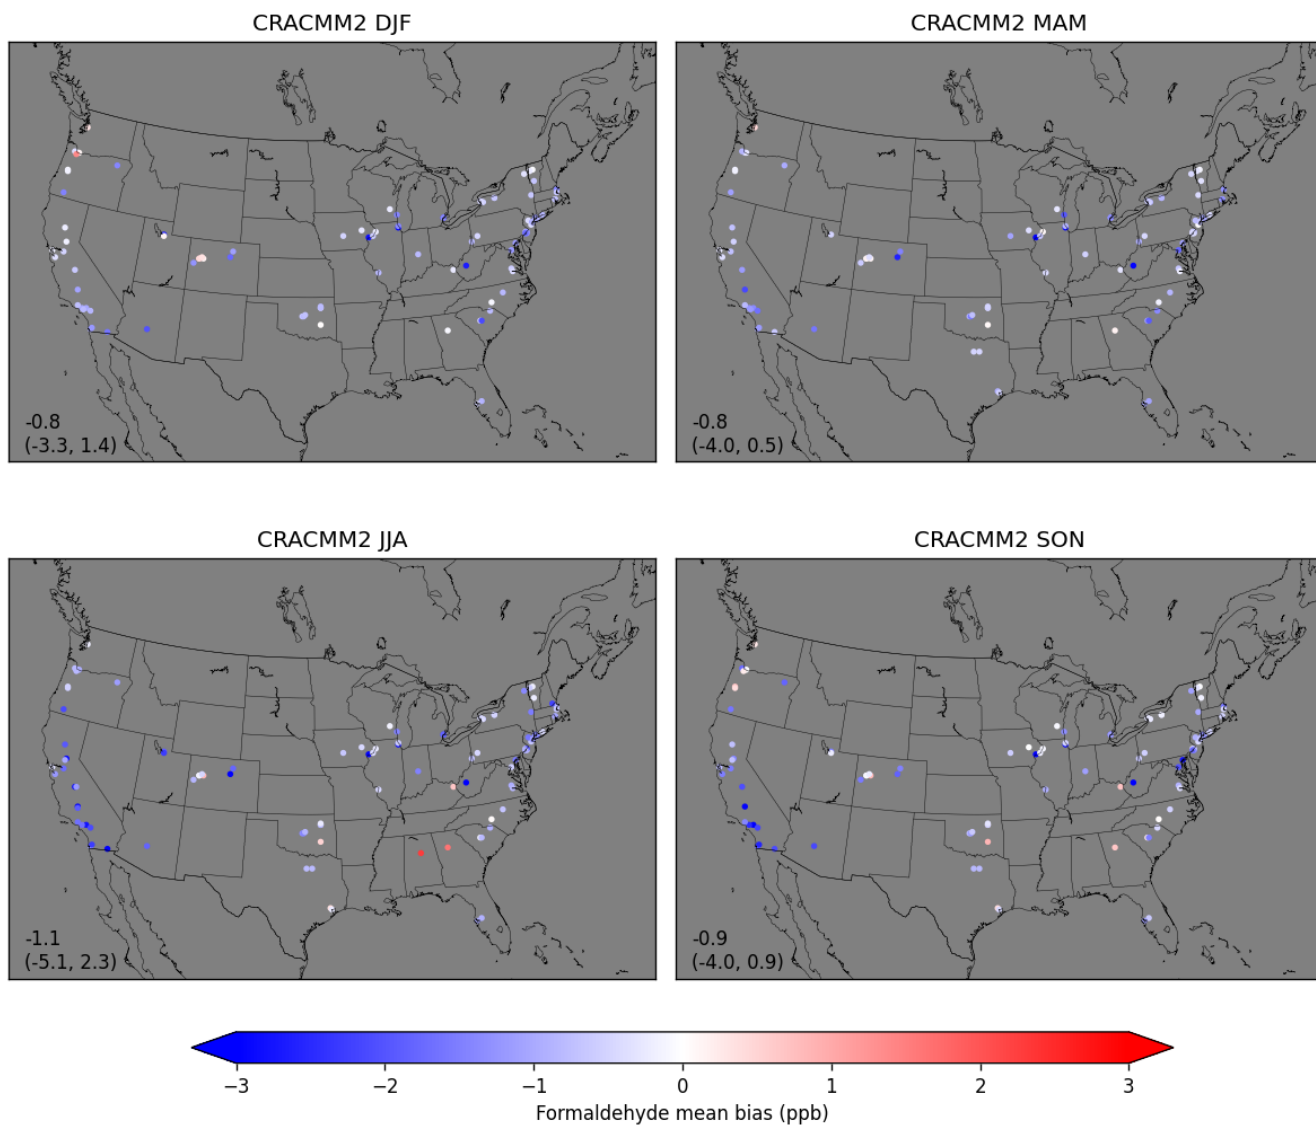 CRACMM2 DJF
CRACMM2 MAM
-0.8
(-3.3, 1.4)
-0.8
(-4.0, 0.5)
CRACMM2 JJA
CRACMM2 SON
-1.1
(-5.1, 2.3)
-0.9
(-4.0, 0.9)
−3 −2 −1 0 1 2 3
Formaldehyde mean bias (ppb)